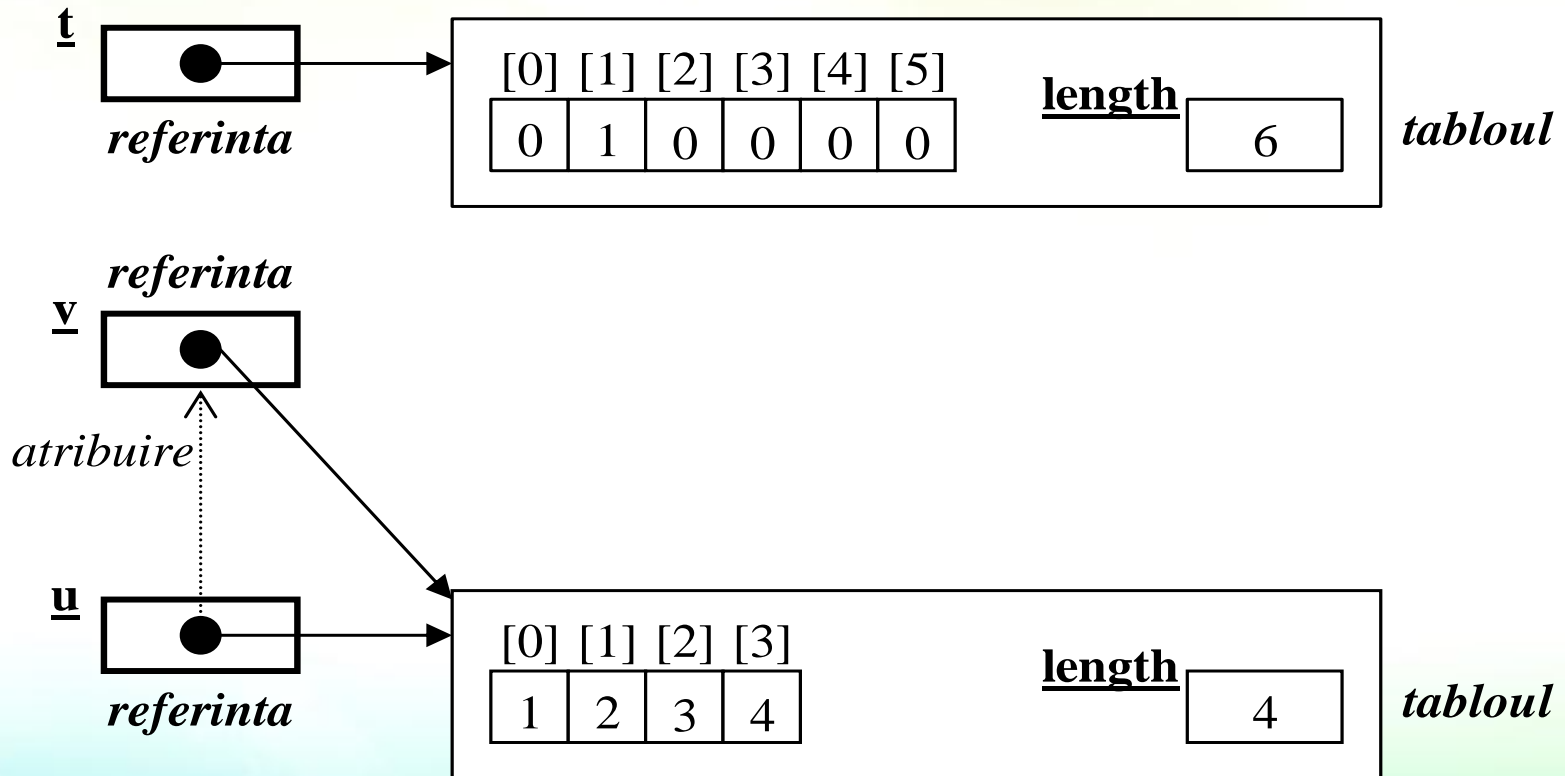 t
[0] [1] [2] [3] [4] [5]
length
0 1 0 0 0 0
6
referinta
tabloul
referinta
v
atribuire
u
[0] [1] [2] [3]
length
1 2 3 4
4
referinta
tabloul